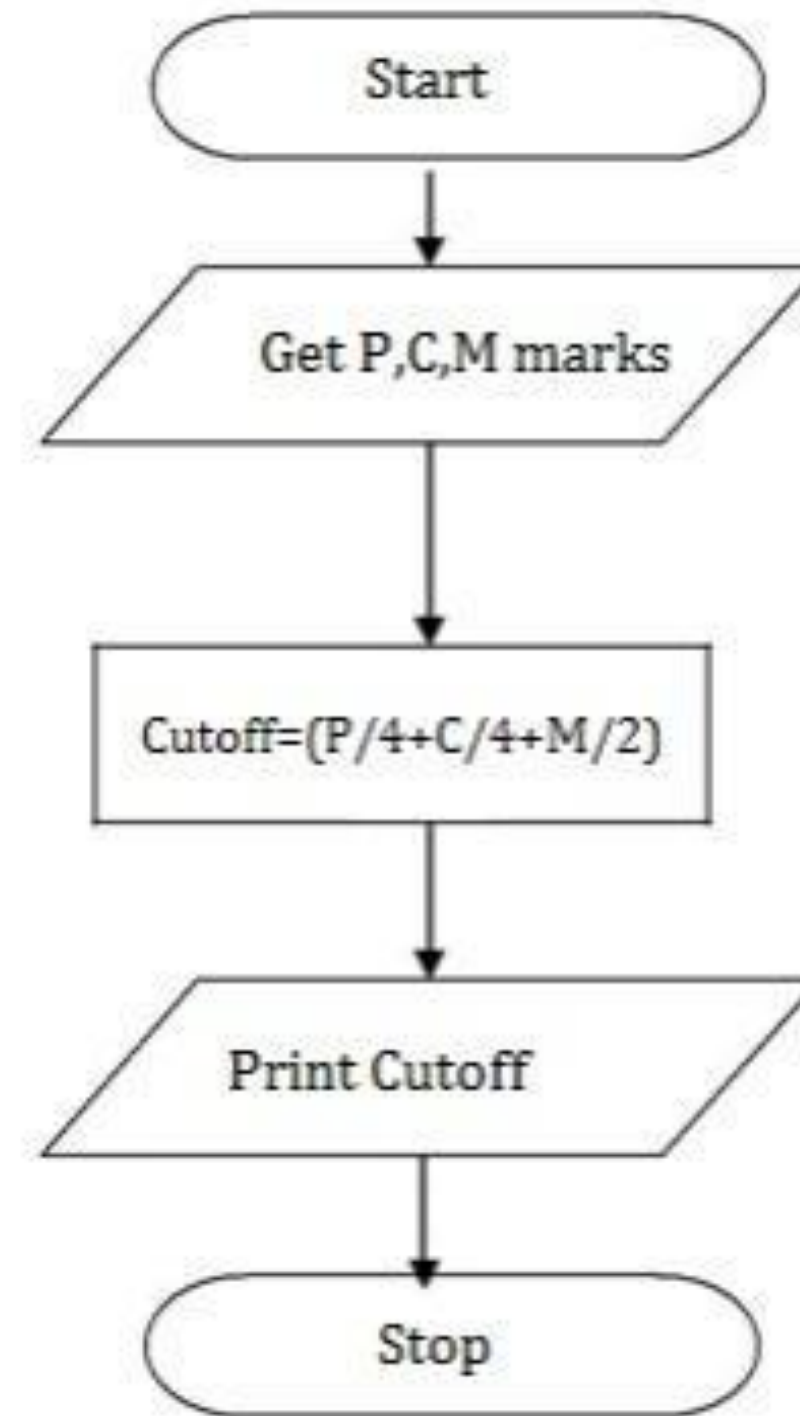 Start
Get P,C,M marks
Cutoff=(P/4+C/4+M/2)
Print Cutoff
Stop